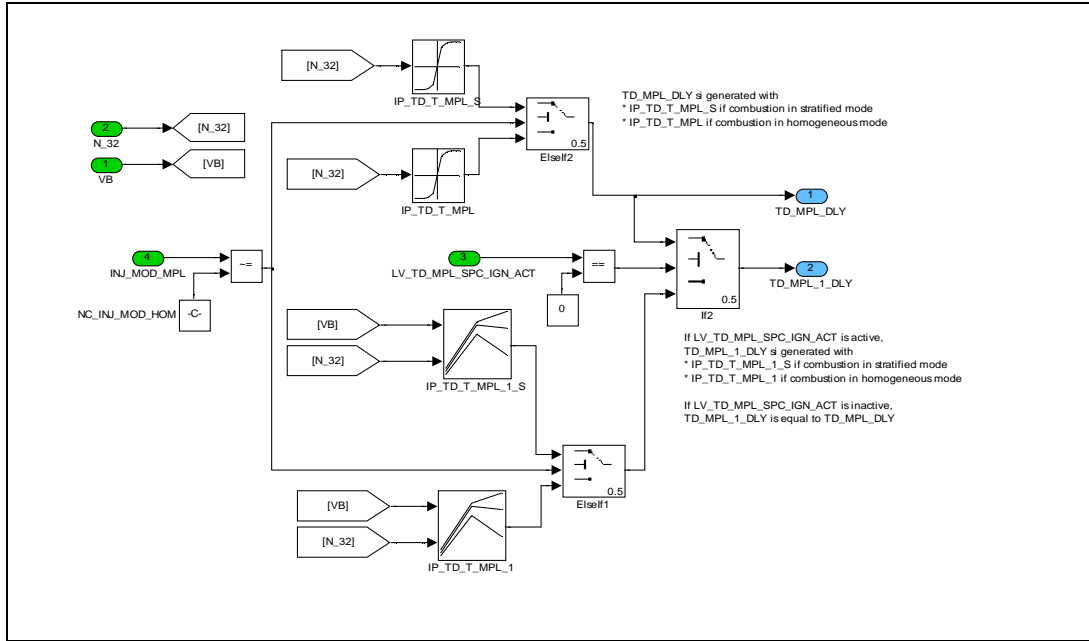 [N_32]
IP_TD_T_MPL_S
TD_MPL_DLY si generated with
* IP_TD_T_MPL_S if combustion in stratified mode
* IP_TD_T_MPL if combustion in homogeneous mode
2
N_32
[N_32]
0.5
ElseIf2
1
VB
[VB]
[N_32]
IP_TD_T_MPL
1
TD_MPL_DLY
4
INJ_MOD_MPL
~=
3
LV_TD_MPL_SPC_IGN_ACT
==
2
TD_MPL_1_DLY
NC_INJ_MOD_HOM
-C-
0
0.5
If2
[VB]
[N_32]
IP_TD_T_MPL_1_S
If LV_TD_MPL_SPC_IGN_ACT is active,
TD_MPL_1_DLY si generated with
* IP_TD_T_MPL_1_S if combustion in stratified mode
* IP_TD_T_MPL_1 if combustion in homogeneous mode
If LV_TD_MPL_SPC_IGN_ACT is inactive,
TD_MPL_1_DLY is equal to TD_MPL_DLY
0.5
ElseIf1
[VB]
[N_32]
IP_TD_T_MPL_1